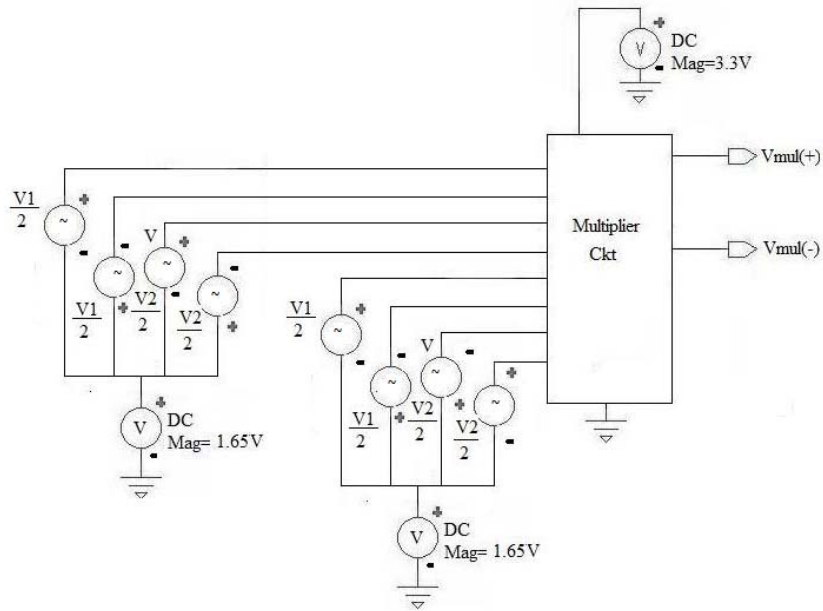 V
DC
Mag=3.3V
Vmul(+)
V1
2
~
~
V
~
~
Multiplier
Ckt
Vmul(-)
V1
2
V2
2
V2
2
V1
2
~
~
V
~
~
V
DC
Mag= 1.65V
V1
2
V2
2
V2
2
V
DC
Mag= 1.65V